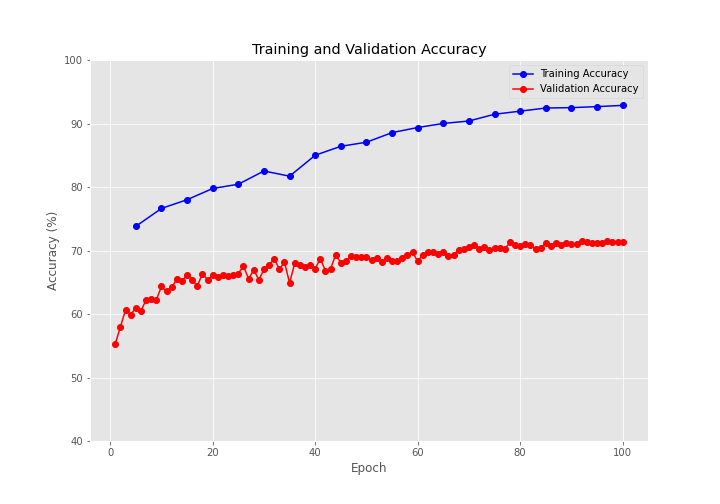 Training and Validation Accuracy
Training Accuracy
Validation Accuracy
Accuracy (%)
100
90
80
70
60
50
40
0 20 40 60 80 100
Epoch